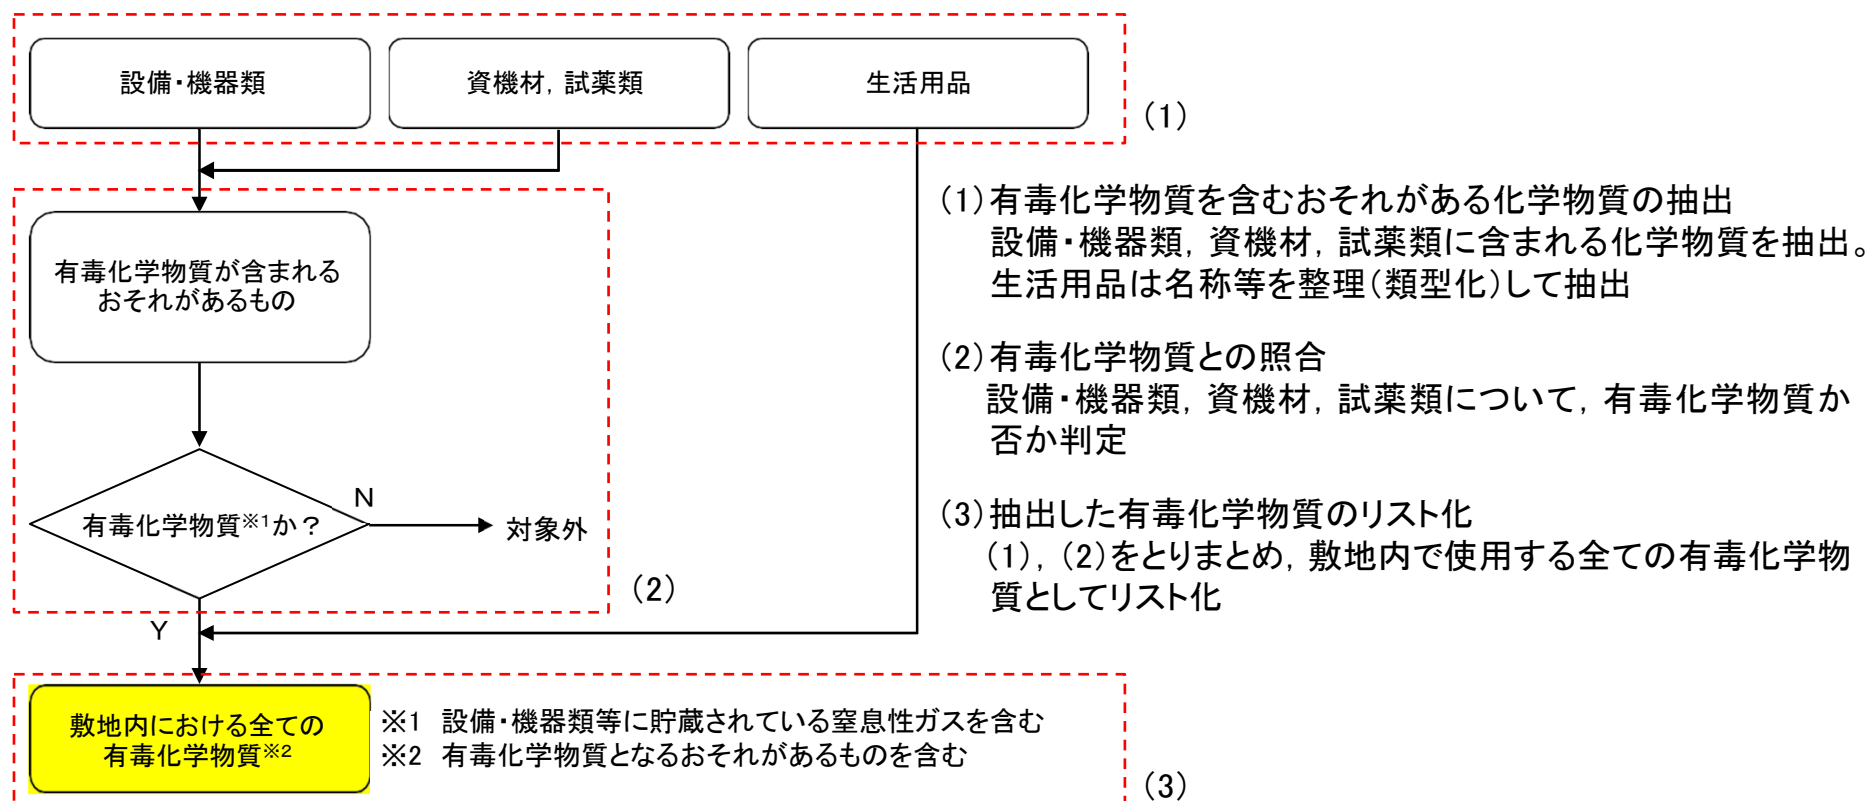 設備・機器類
資機材，試薬類
生活用品
（1）
有毒化学物質が含まれる
おそれがあるもの
有毒化学物質※1か？
N
対象外
（2）
Y
敷地内における全ての
有毒化学物質※2
※1　設備・機器類等に貯蔵されている窒息性ガスを含む
※2　有毒化学物質となるおそれがあるものを含む
（3）
（1）有毒化学物質を含むおそれがある化学物質の抽出
設備・機器類，資機材，試薬類に含まれる化学物質を抽出。
生活用品は名称等を整理（類型化）して抽出
（2）有毒化学物質との照合
設備・機器類，資機材，試薬類について，有毒化学物質か
否か判定
（3）抽出した有毒化学物質のリスト化
（1），（2）をとりまとめ，敷地内で使用する全ての有毒化学物
質としてリスト化